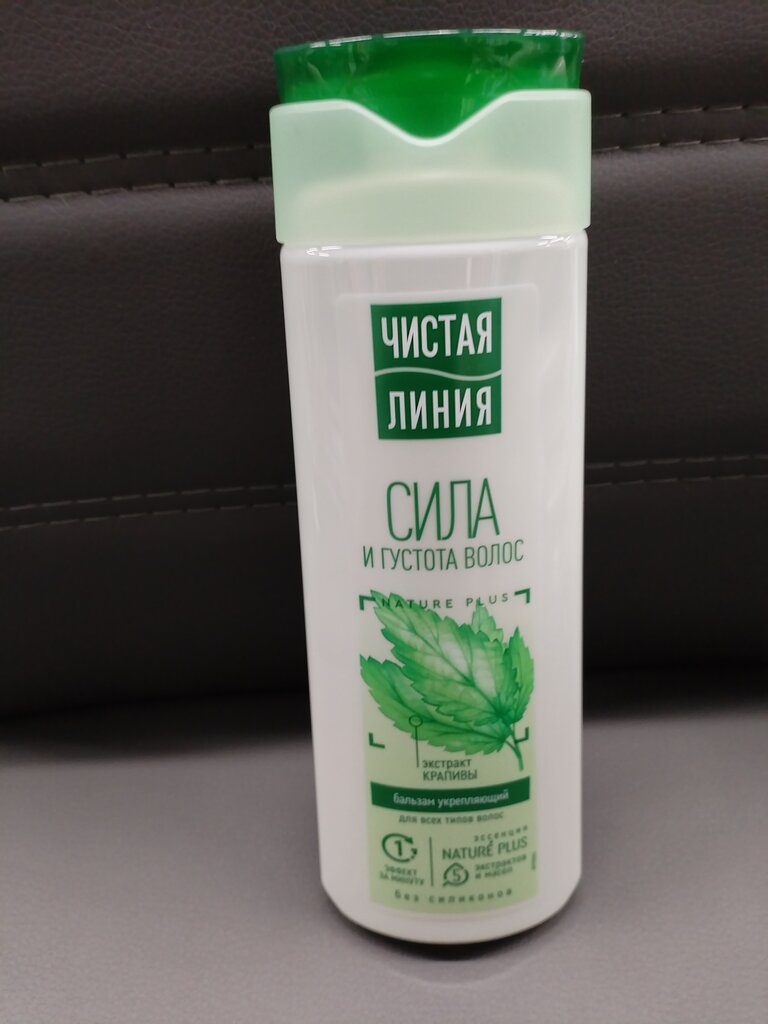 ЧИСТАЯ
ЛИНИЯ
СИЛА
И ГУСТОТА ВОЛОС
NATURE PLUS
экстракт
КРАПИВЫ
бальзам укрепляющий
для всех типов волос
1
ЭФФЕКТ
ЗА МИНУТУ
эссенция
NATURE PLUS
5 экстрактов
и масел
без силиконов